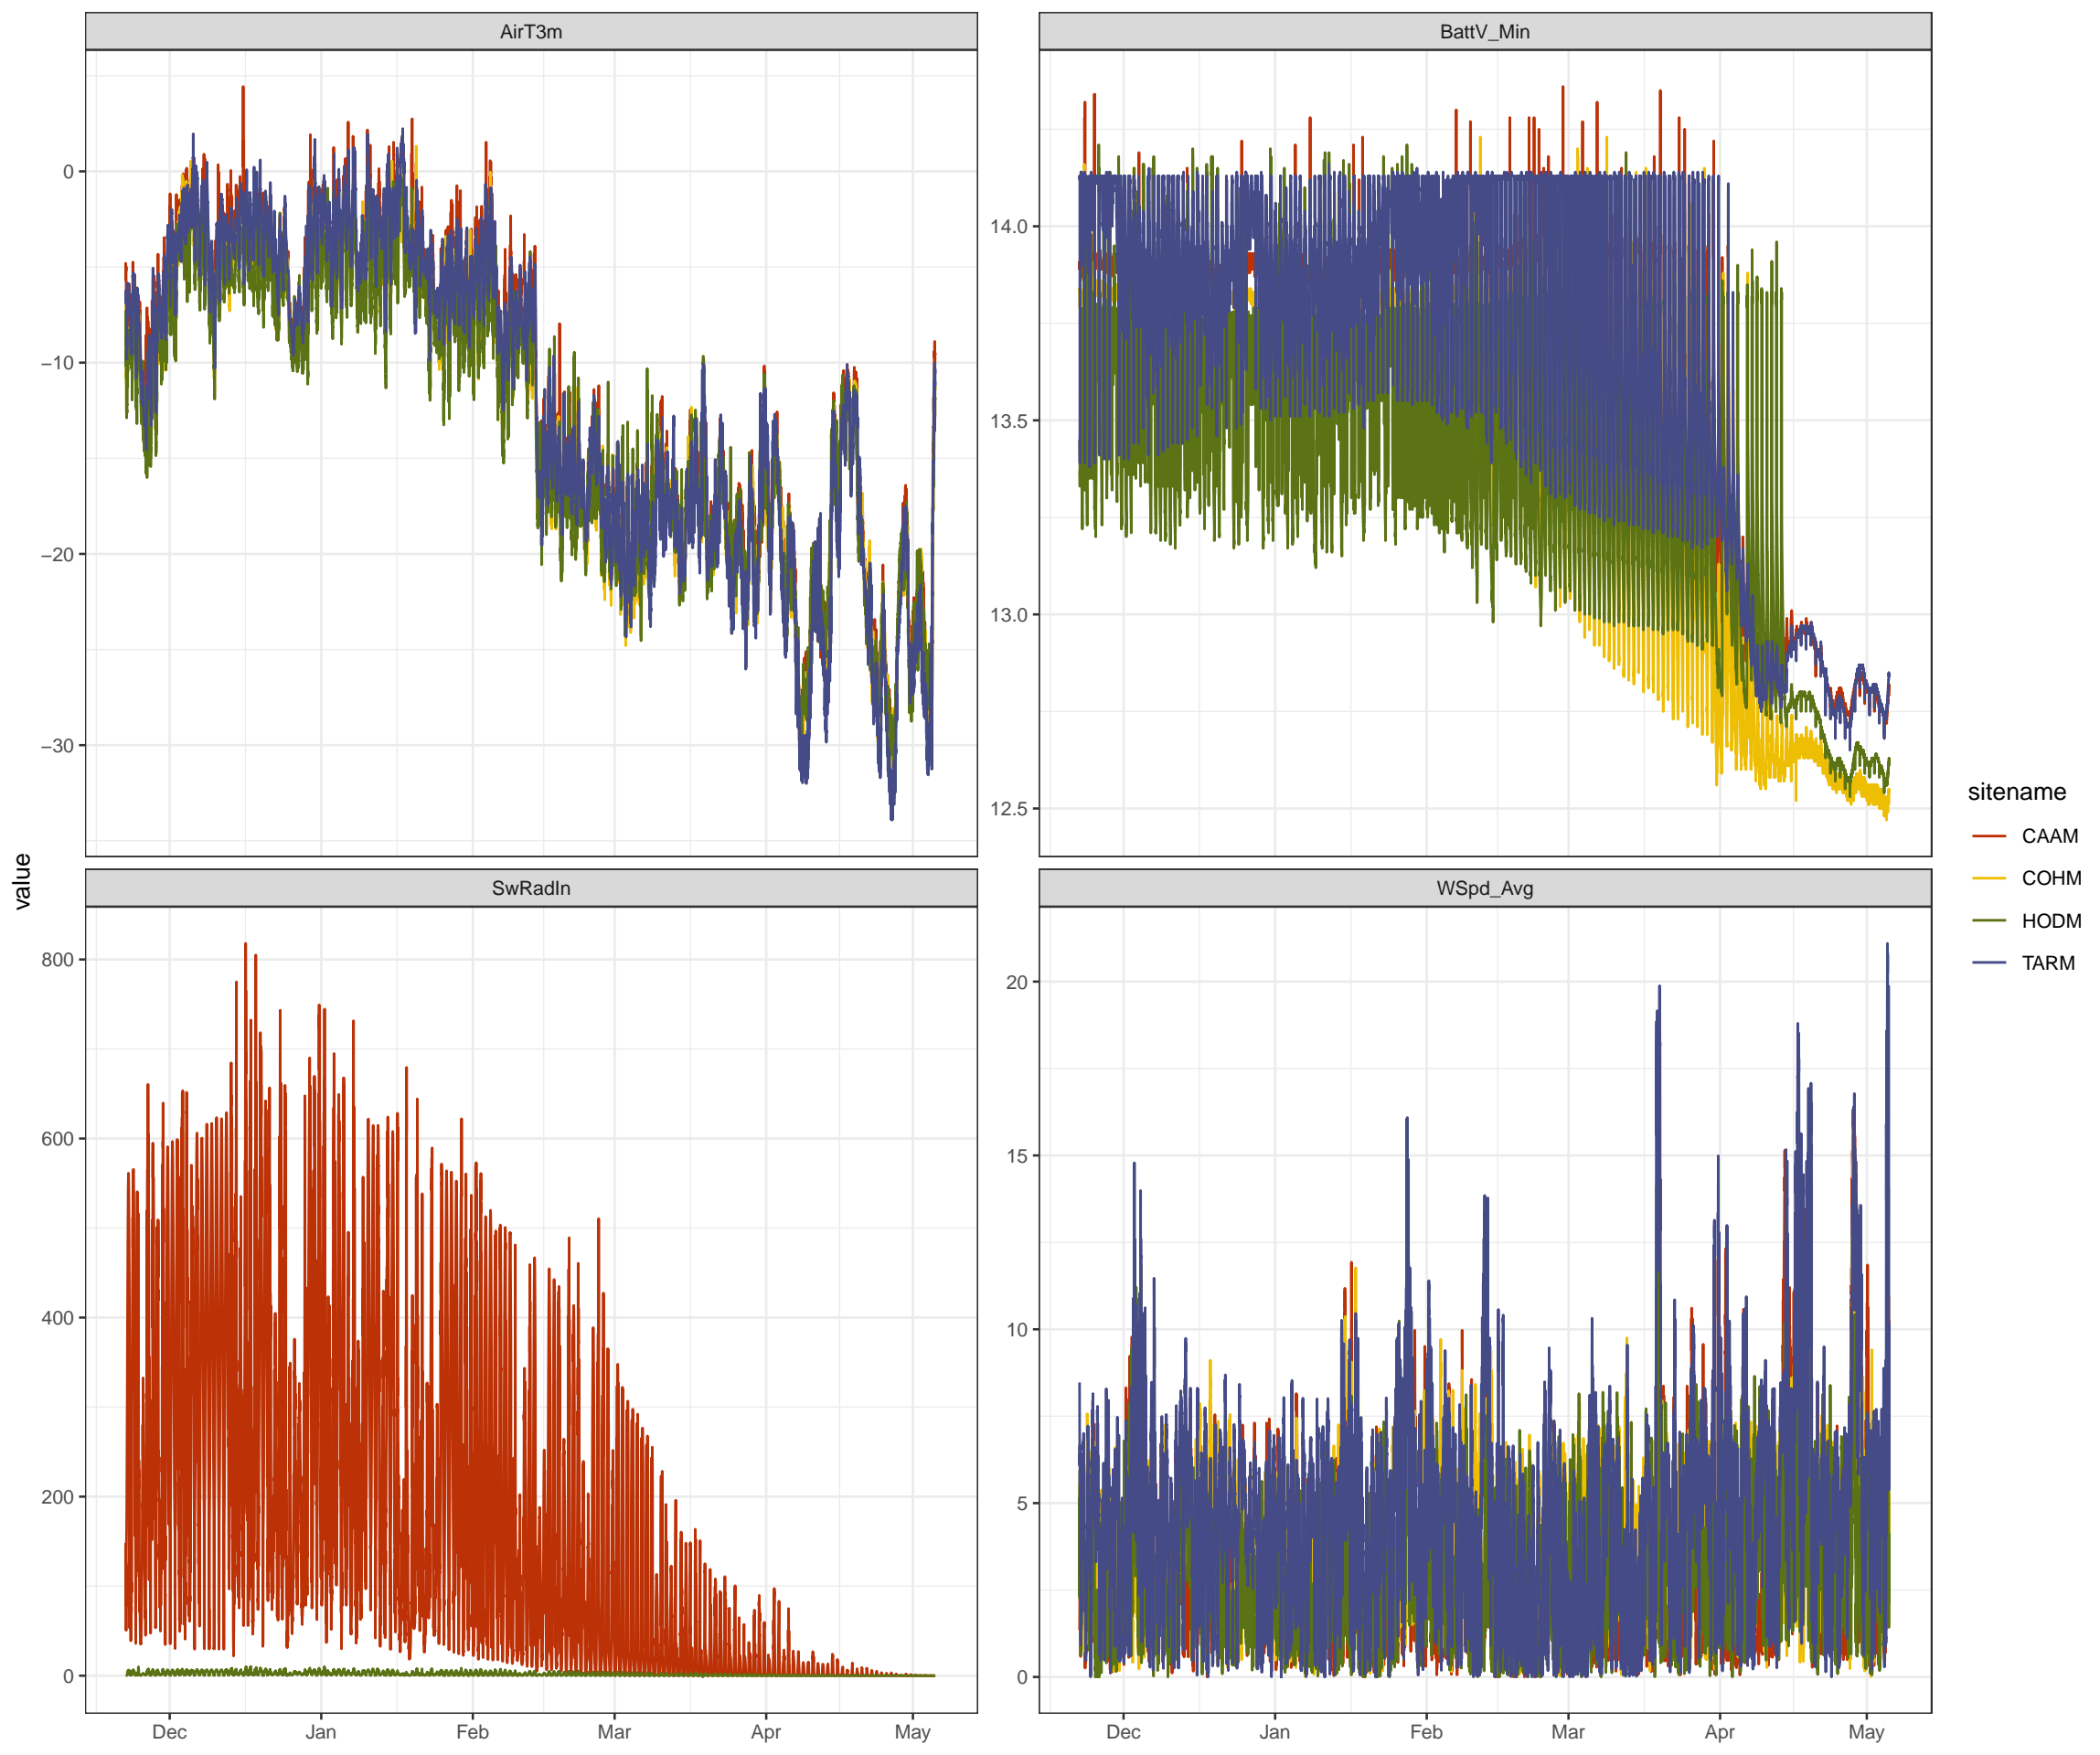 AirT3m
BattV_Min
0
−10
−20
−30
14.0
13.5
13.0
12.5
value
SwRadIn
WSpd_Avg
800
600
400
200
0
20
15
10
5
0
Dec Jan Feb Mar Apr May
Dec Jan Feb Mar Apr May
sitename
CAAM
COHM
HODM
TARM